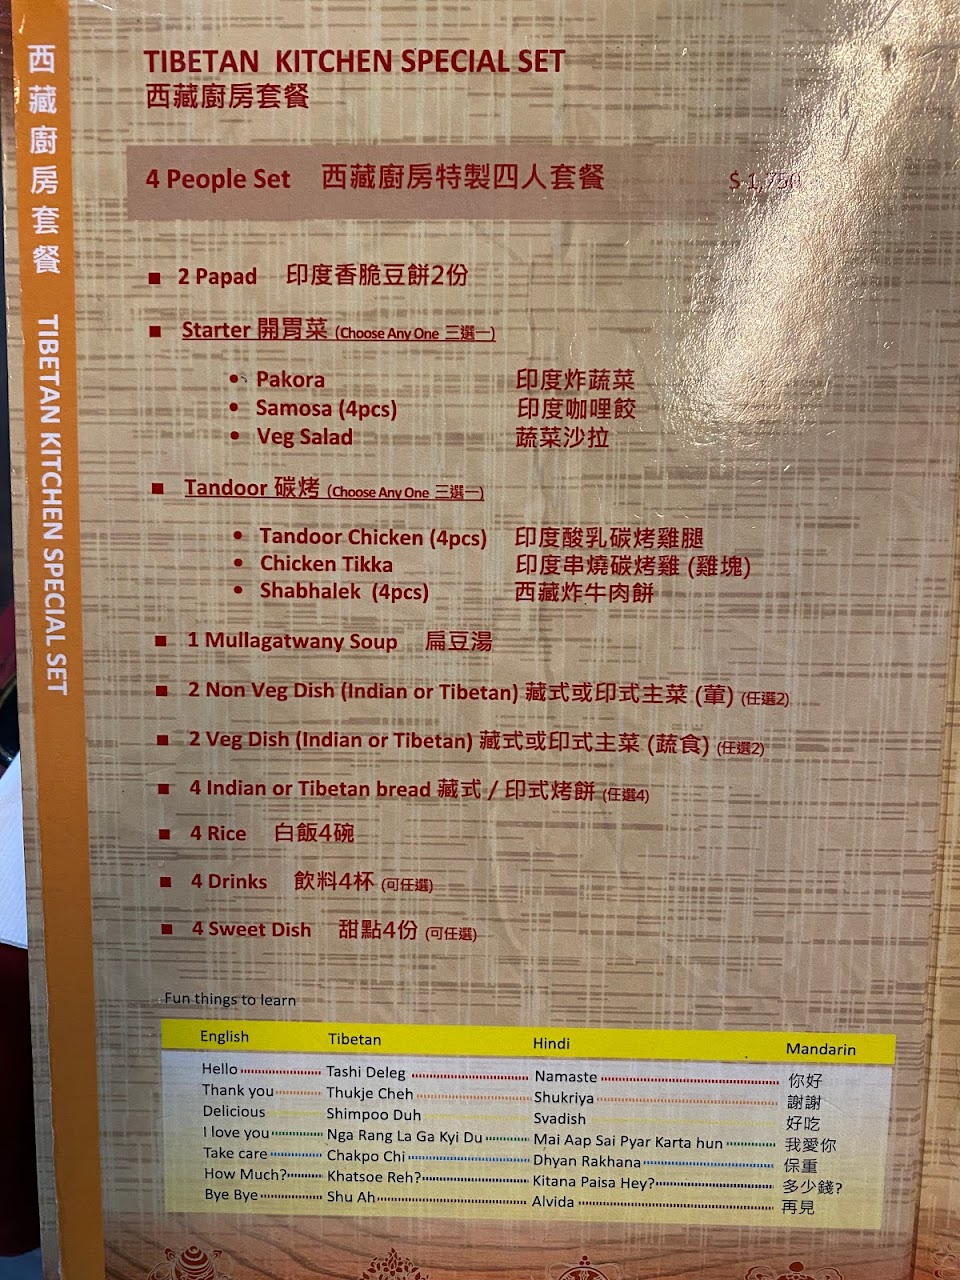 西藏廚房套餐 TIBETAN KITCHEN SPECIAL SET
TIBETAN KITCHEN SPECIAL SET
西藏廚房套餐
4 People Set 西藏廚房特製四人套餐 $ 1,750
2 Papad 印度香脆豆餅2份
Starter 開胃菜 (Choose Any One 三選一)
Pakora 印度炸蔬菜
Samosa (4pcs) 印度咖哩餃
Veg Salad 蔬菜沙拉
Tandoor 碳烤 (Choose Any One 三選一)
Tandoor Chicken (4pcs) 印度酸乳碳烤雞腿
Chicken Tikka 印度串燒碳烤雞 (雞塊)
Shabhalek (4pcs) 西藏炸牛肉餅
1 Mullagatwany Soup 扁豆湯
2 Non Veg Dish (Indian or Tibetan) 藏式或印式主菜 (葷) (任選2)
2 Veg Dish (Indian or Tibetan) 藏式或印式主菜 (蔬食) (任選2)
4 Indian or Tibetan bread 藏式 / 印式烤餅 (任選4)
4 Rice 白飯4碗
4 Drinks 飲料4杯 (可任選)
4 Sweet Dish 甜點4份 (可任選)
Fun things to learn
English Tibetan Hindi Mandarin
Hello Tashi Deleg Namaste 你好
Thank you Thukje Cheh Shukriya 謝謝
Delicious Shimpoo Duh Svadish 好吃
I love you Nga Rang La Ga Kyi Du Mai Aap Sai Pyar Karta hun 我愛你
Take care Chakpo Chi Dhyan Rakhana 保重
How Much? Khatsoe Reh? Kitana Paisa Hey? 多少錢?
Bye Bye Shu Ah Alvida 再見